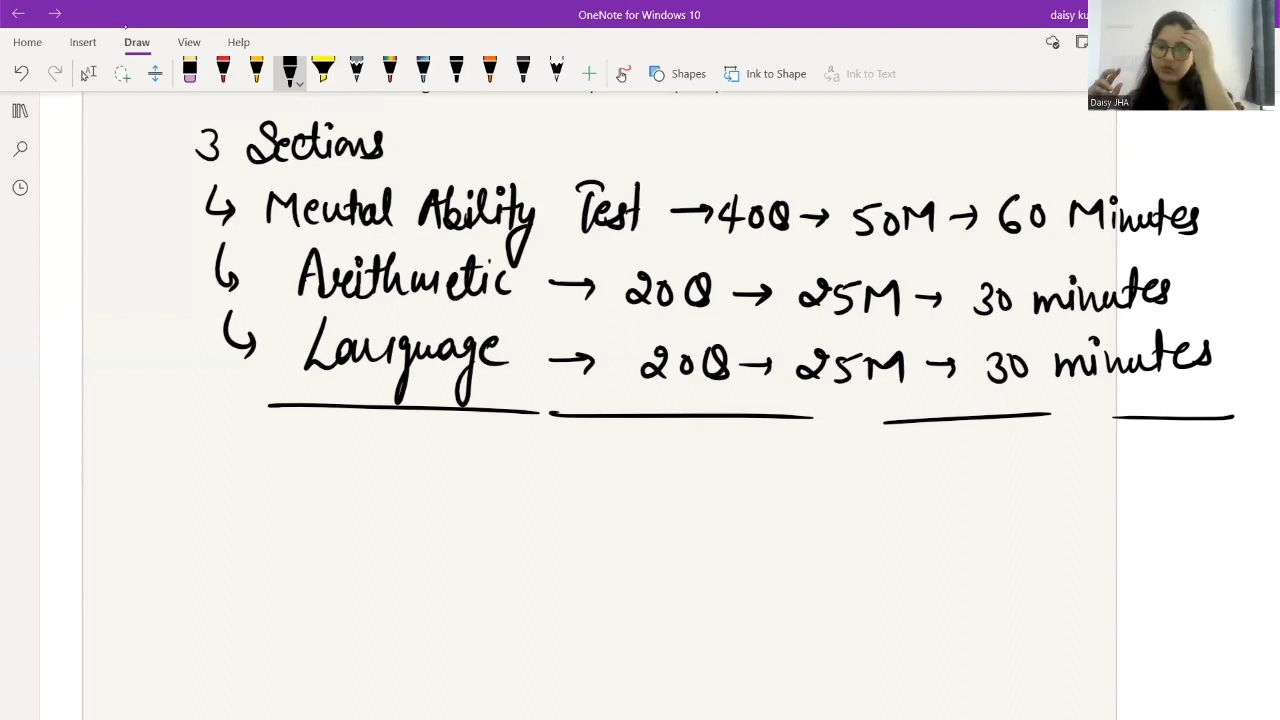 OneNote for Windows 10
daisy ku
Home Insert Draw View Help
Shapes Ink to Shape Ink to Text
Daisy JHA
3 Sections
↳ Mental Ability Test → 40Q → 50M → 60 Minutes
↳ Arithmetic → 20Q → 25M → 30 minutes
↳ Language → 20Q → 25M → 30 minutes